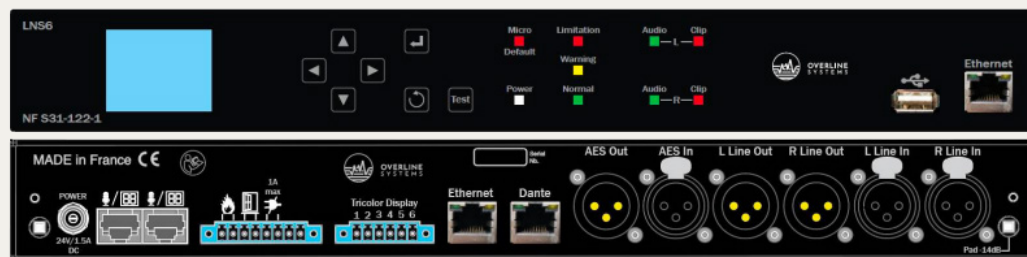 LNS6
Micro Default
Limitation
Warning
Power
Normal
Audio L Clip
Audio R Clip
Test
OVERLINE SYSTEMS
Ethernet
NF S31-122-1
MADE in France CE
POWER
24V/1.5A DC
1A max
OVERLINE SYSTEMS
Serial Nb.
Tricolor Display
1 2 3 4 5 6
Ethernet
Dante
AES Out
AES In
L Line Out
R Line Out
L Line In
R Line In
Pad -14dB